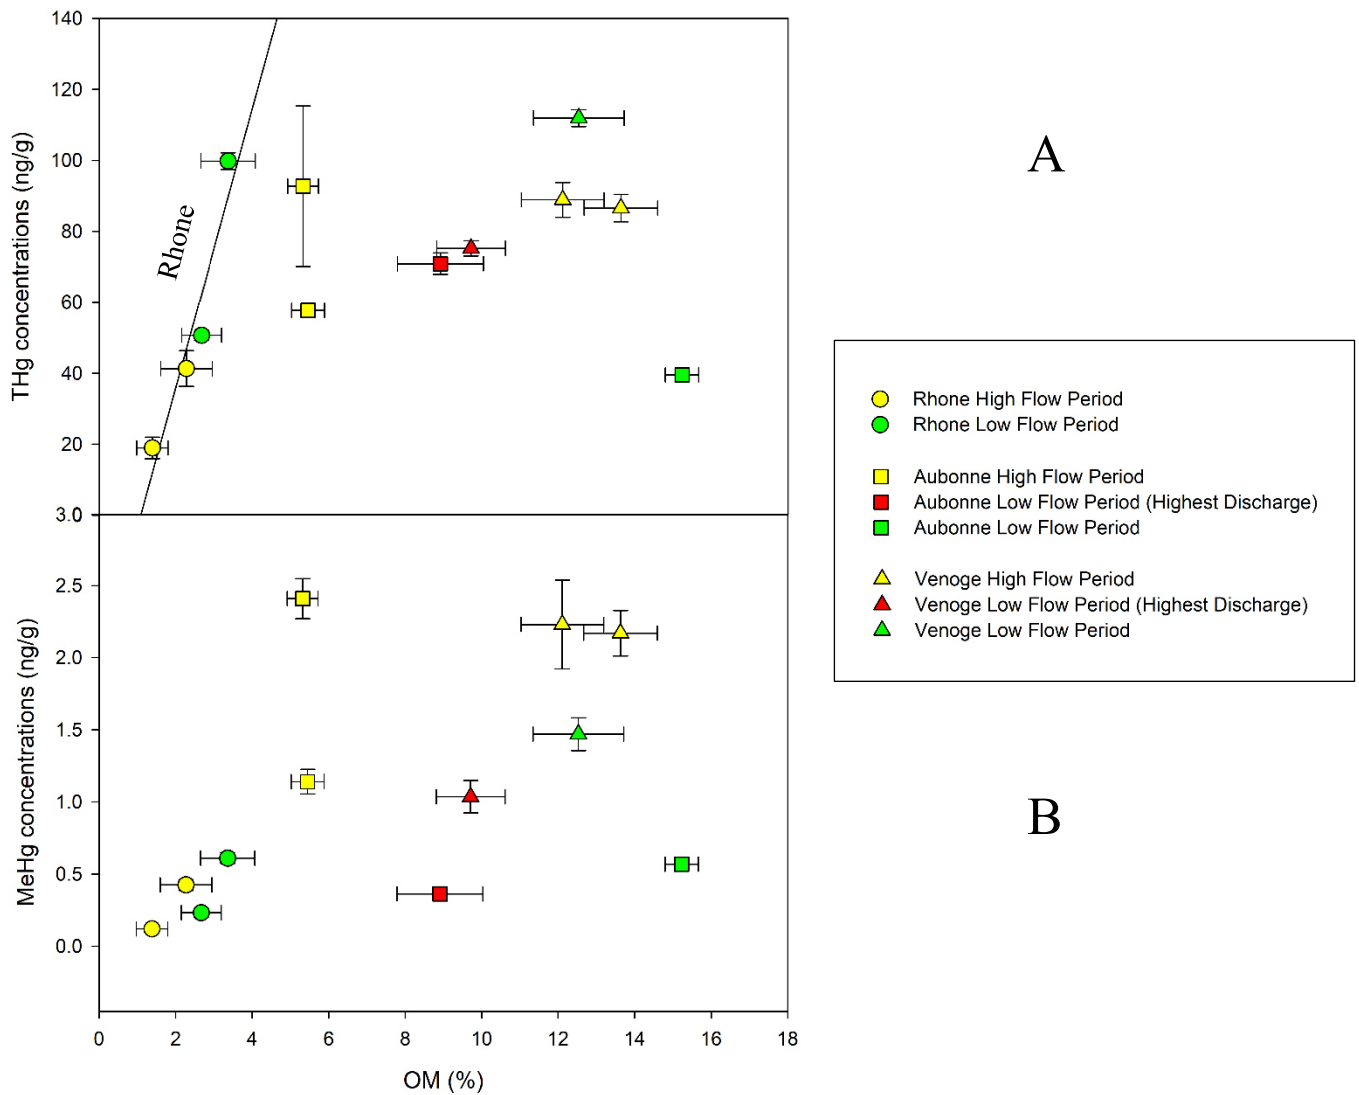 140
120
100
80
60
40
20
0
THg concentrations (ng/g)
Rhone
A
3.0
2.5
2.0
1.5
1.0
0.5
0.0
MeHg concentrations (ng/g)
B
0 2 4 6 8 10 12 14 16 18
OM (%)
Rhone High Flow Period
Rhone Low Flow Period
Aubonne High Flow Period
Aubonne Low Flow Period (Highest Discharge)
Aubonne Low Flow Period
Venoge High Flow Period
Venoge Low Flow Period (Highest Discharge)
Venoge Low Flow Period